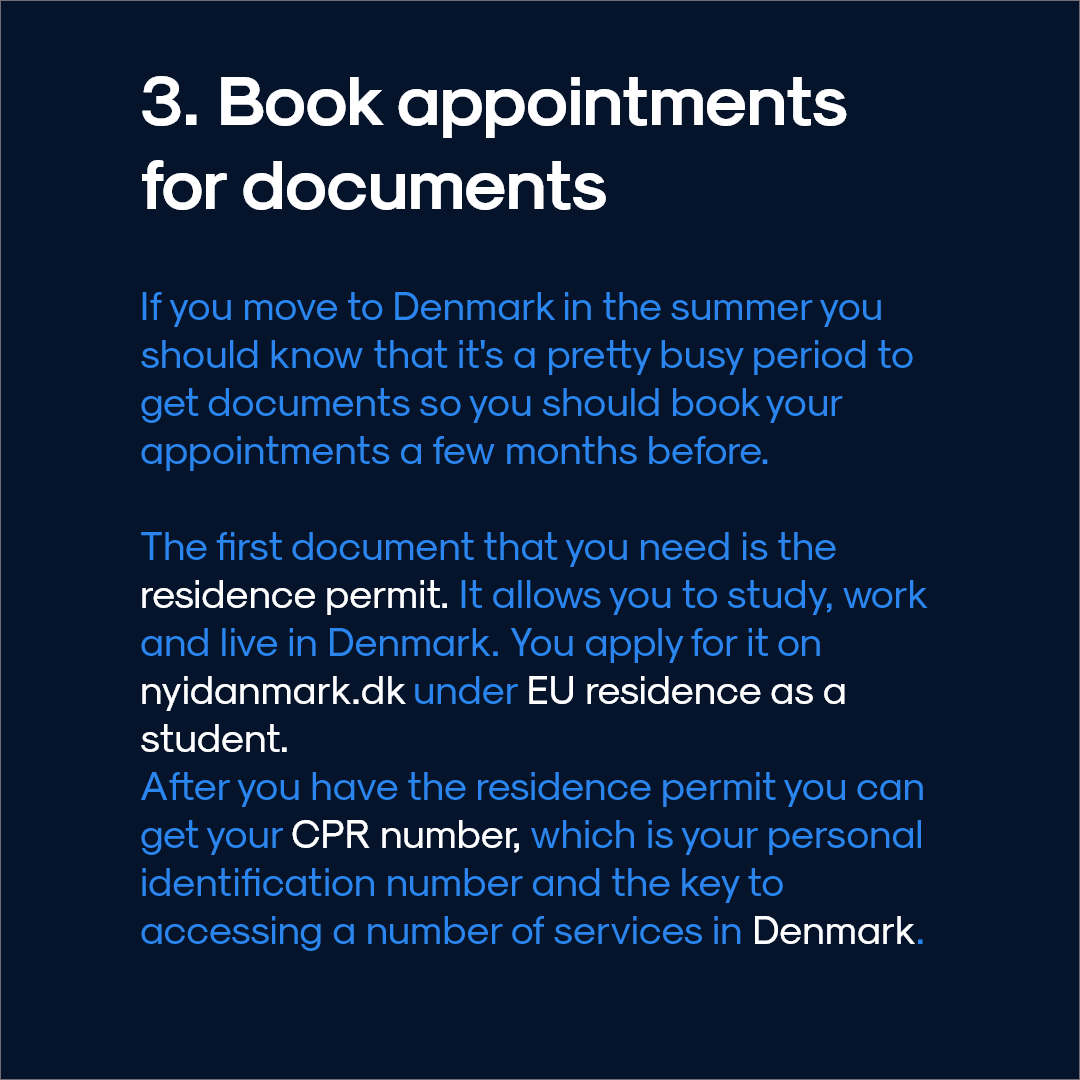 3. Book appointments
for documents
If you move to Denmark in the summer you
should know that it's a pretty busy period to
get documents so you should book your
appointments a few months before.
The first document that you need is the
residence permit. It allows you to study, work
and live in Denmark. You apply for it on
nyidanmark.dk under EU residence as a
student.
After you have the residence permit you can
get your CPR number, which is your personal
identification number and the key to
accessing a number of services in Denmark.